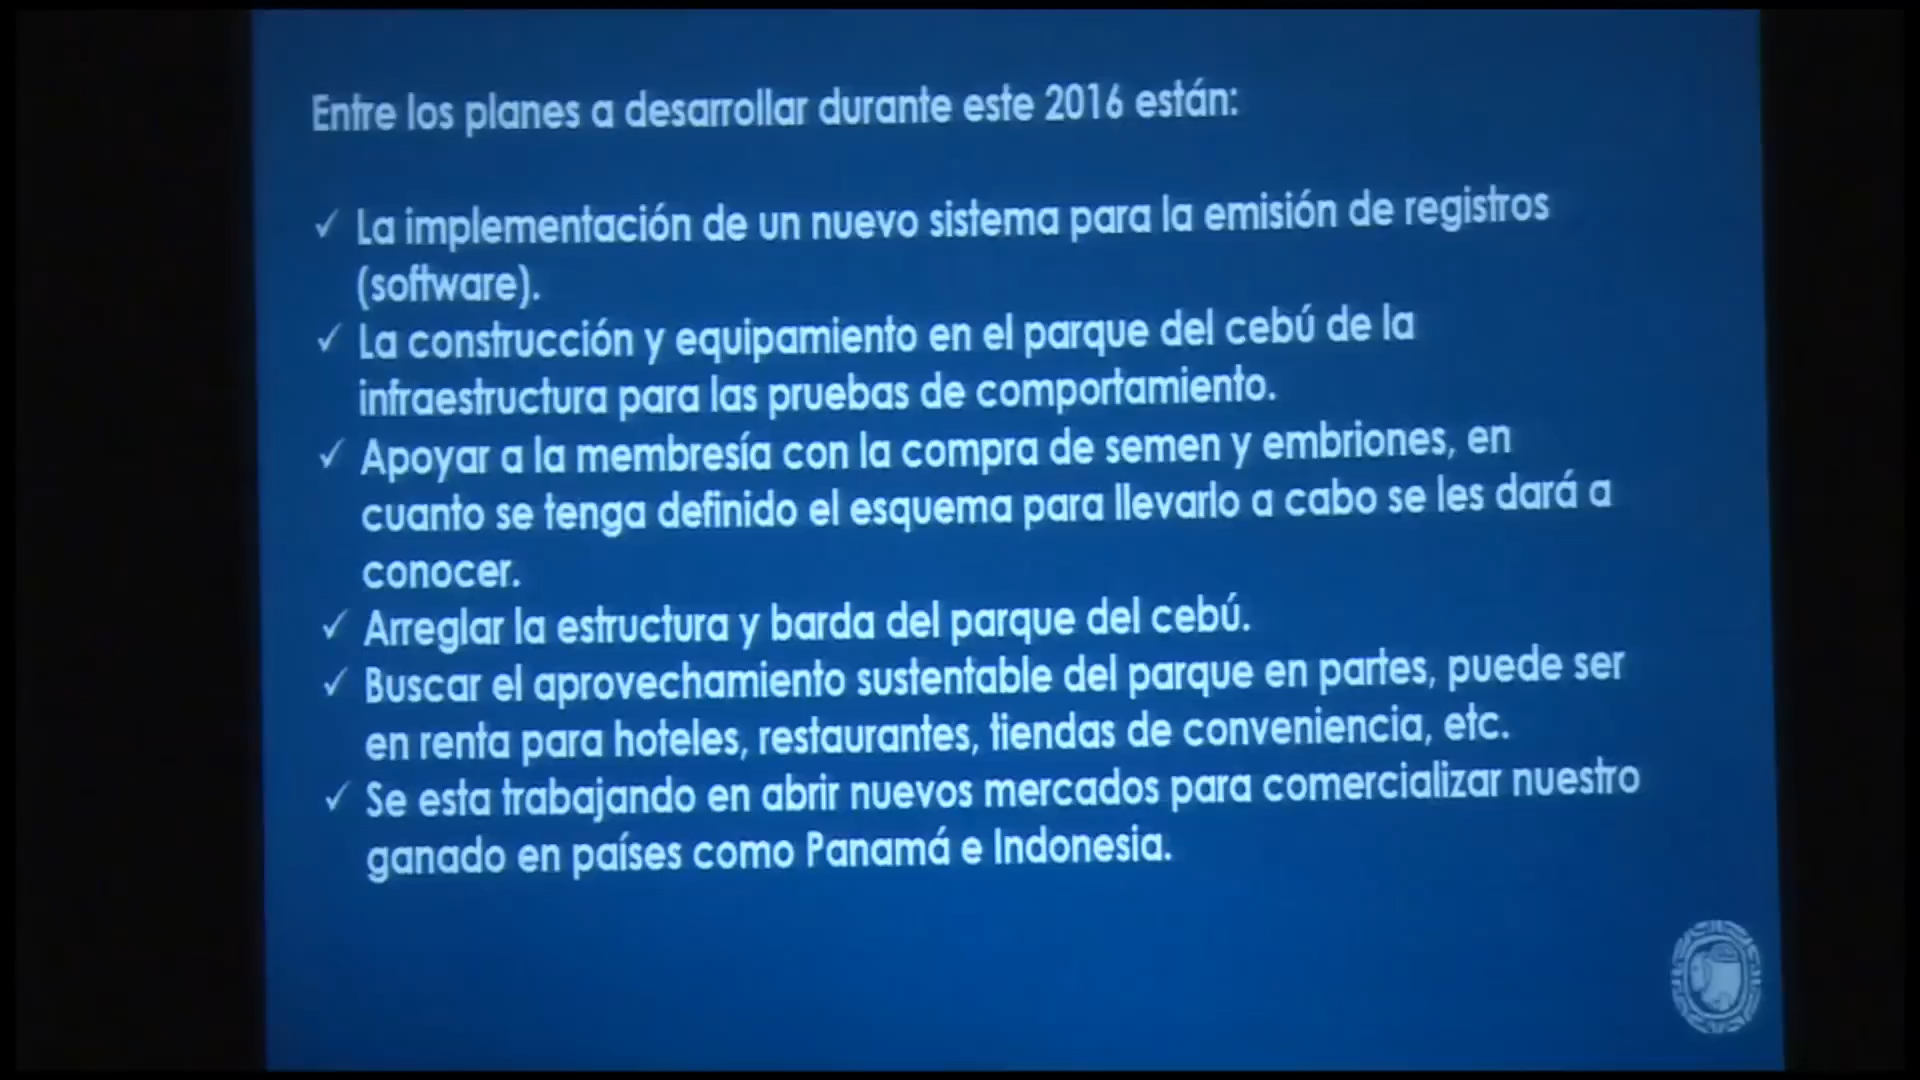 Entre los planes a desarrollar durante este 2016 están:
✓ La implementación de un nuevo sistema para la emisión de registros
(software).
✓ La construcción y equipamiento en el parque del cebú de la
infraestructura para las pruebas de comportamiento.
✓ Apoyar a la membresía con la compra de semen y embriones, en
cuanto se tenga definido el esquema para llevarlo a cabo se les dará a
conocer.
✓ Arreglar la estructura y barda del parque del cebú.
✓ Buscar el aprovechamiento sustentable del parque en partes, puede ser
en renta para hoteles, restaurantes, tiendas de conveniencia, etc.
✓ Se esta trabajando en abrir nuevos mercados para comercializar nuestro
ganado en países como Panamá e Indonesia.